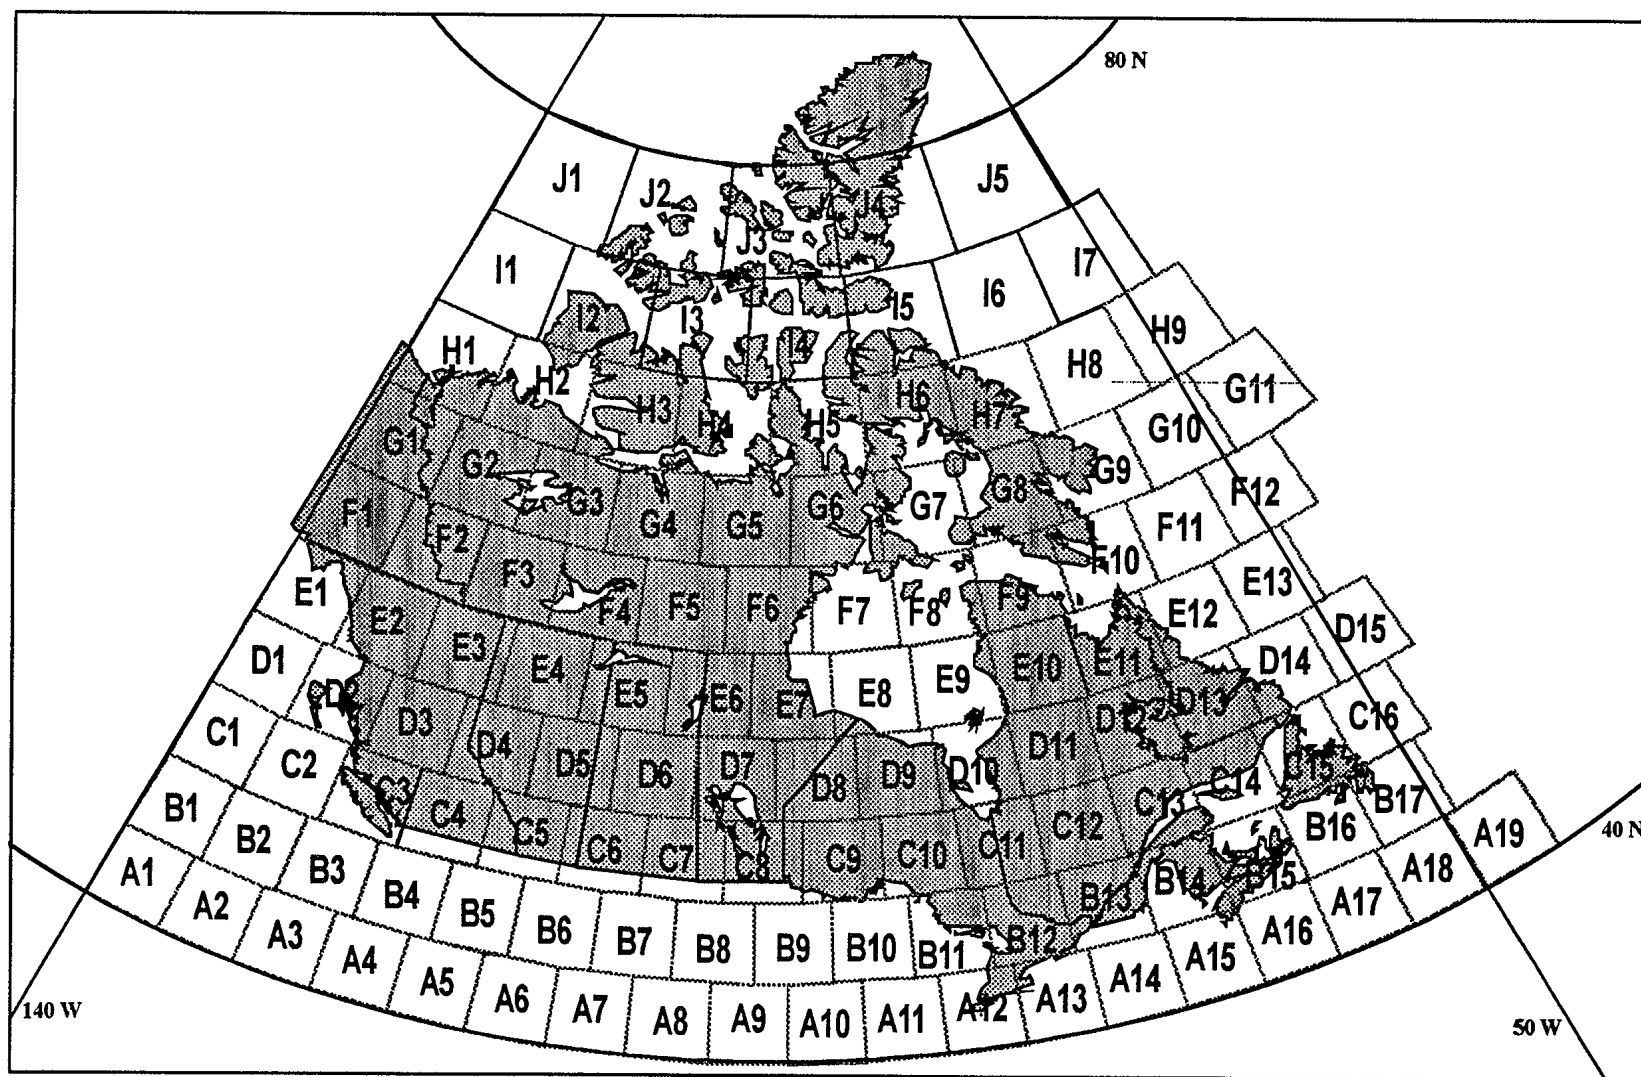 80 N
J1 J2 J3 J4 J5
I1 I2 I3 I4 I5 I6 I7
H1 H2 H3 H4 H5 H6 H7 H8 H9
G1 G2 G3 G4 G5 G6 G7 G8 G9 G10 G11
F1 F2 F3 F4 F5 F6 F7 F8 F9 F10 F11 F12
E1 E2 E3 E4 E5 E6 E7 E8 E9 E10 E11 E12 E13
D1 D2 D3 D4 D5 D6 D7 D8 D9 D10 D11 D12 D13 D14 D15
C1 C2 C3 C4 C5 C6 C7 C8 C9 C10 C11 C12 C13 C14 C15 C16
B1 B2 B3 B4 B5 B6 B7 B8 B9 B10 B11 B12 B13 B14 B15 B16 B17
A1 A2 A3 A4 A5 A6 A7 A8 A9 A10 A11 A12 A13 A14 A15 A16 A17 A18 A19
40 N
140 W
50 W